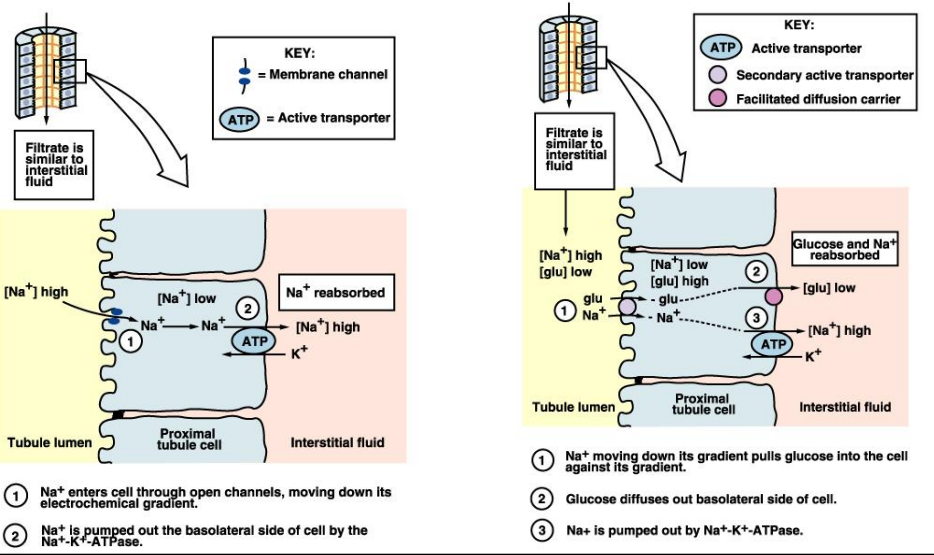 KEY:
= Membrane channel
ATP = Active transporter
Filtrate is
similar to
interstitial
fluid
[Na+] high
[Na+] low
Na+ reabsorbed
2
Na+ Na+ [Na+] high
1
ATP
K+
Tubule lumen
Proximal
tubule cell
Interstitial fluid
1 Na+ enters cell through open channels, moving down its
electrochemical gradient.
2 Na+ is pumped out the basolateral side of cell by the
Na+-K+-ATPase.
KEY:
ATP Active transporter
Secondary active transporter
Facilitated diffusion carrier
Filtrate is
similar to
interstitial
fluid
[Na+] high
[glu] low
[Na+] low
[glu] high
Glucose and Na+
reabsorbed
2
1 glu glu [glu] low
Na+ Na+
3
[Na+] high
ATP
K+
Tubule lumen
Proximal
tubule cell
Interstitial fluid
1 Na+ moving down its gradient pulls glucose into the cell
against its gradient.
2 Glucose diffuses out basolateral side of cell.
3 Na+ is pumped out by Na+-K+-ATPase.